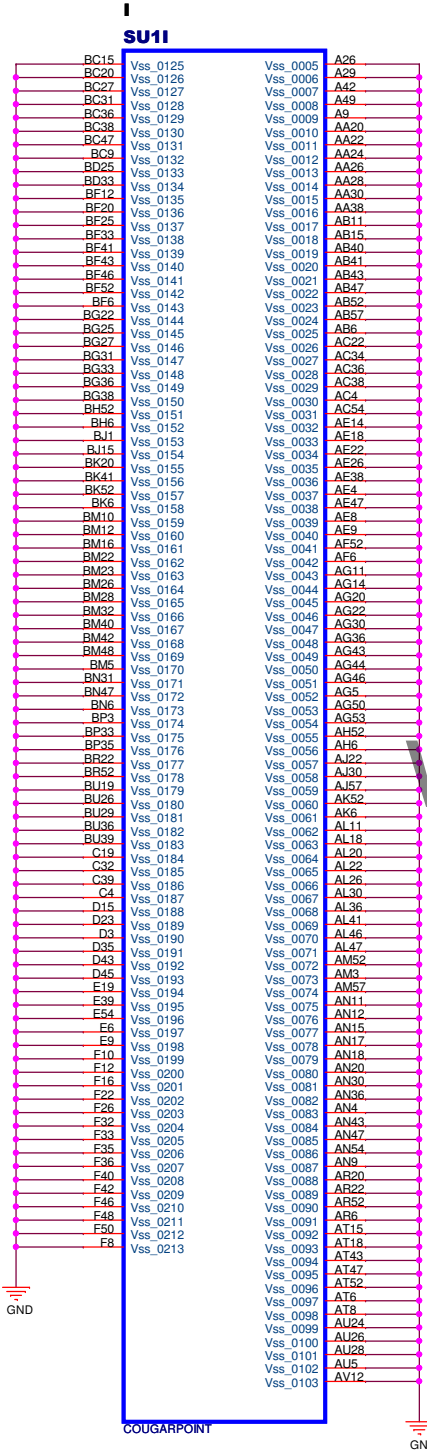 I
SU1I
BC15 Vss_0125 Vss_0005 A26
BC20 Vss_0126 Vss_0006 A29
BC27 Vss_0127 Vss_0007 A42
BC31 Vss_0128 Vss_0008 A49
BC36 Vss_0129 Vss_0009 A9
BC38 Vss_0130 Vss_0010 AA20
BC47 Vss_0131 Vss_0011 AA22
BC9 Vss_0132 Vss_0012 AA24
BD25 Vss_0133 Vss_0013 AA26
BD33 Vss_0134 Vss_0014 AA28
BF12 Vss_0135 Vss_0015 AA30
BF20 Vss_0136 Vss_0016 AA38
BF25 Vss_0137 Vss_0017 AB11
BF33 Vss_0138 Vss_0018 AB15
BF41 Vss_0139 Vss_0019 AB40
BF43 Vss_0140 Vss_0020 AB41
BF46 Vss_0141 Vss_0021 AB43
BF52 Vss_0142 Vss_0022 AB47
BF6 Vss_0143 Vss_0023 AB52
BG22 Vss_0144 Vss_0024 AB57
BG25 Vss_0145 Vss_0025 AB6
BG27 Vss_0146 Vss_0026 AC22
BG31 Vss_0147 Vss_0027 AC34
BG33 Vss_0148 Vss_0028 AC36
BG36 Vss_0149 Vss_0029 AC38
BG38 Vss_0150 Vss_0030 AC4
BH52 Vss_0151 Vss_0031 AC54
BH6 Vss_0152 Vss_0032 AE14
BJ1 Vss_0153 Vss_0033 AE18
BJ15 Vss_0154 Vss_0034 AE22
BK20 Vss_0155 Vss_0035 AE26
BK41 Vss_0156 Vss_0036 AE38
BK52 Vss_0157 Vss_0037 AE4
BK6 Vss_0158 Vss_0038 AE47
BM10 Vss_0159 Vss_0039 AE8
BM12 Vss_0160 Vss_0040 AE9
BM16 Vss_0161 Vss_0041 AF52
BM22 Vss_0162 Vss_0042 AF6
BM23 Vss_0163 Vss_0043 AG11
BM26 Vss_0164 Vss_0044 AG14
BM28 Vss_0165 Vss_0045 AG20
BM32 Vss_0166 Vss_0046 AG22
BM40 Vss_0167 Vss_0047 AG30
BM42 Vss_0168 Vss_0048 AG36
BM48 Vss_0169 Vss_0049 AG43
BM5 Vss_0170 Vss_0050 AG44
BN31 Vss_0171 Vss_0051 AG46
BN47 Vss_0172 Vss_0052 AG5
BN6 Vss_0173 Vss_0053 AG50
BP3 Vss_0174 Vss_0054 AG53
BP33 Vss_0175 Vss_0055 AH52
BP35 Vss_0176 Vss_0056 AH6
BR22 Vss_0177 Vss_0057 AJ22
BR52 Vss_0178 Vss_0058 AJ30
BU19 Vss_0179 Vss_0059 AJ57
BU26 Vss_0180 Vss_0060 AK52
BU29 Vss_0181 Vss_0061 AK6
BU36 Vss_0182 Vss_0062 AL11
BU39 Vss_0183 Vss_0063 AL18
C19 Vss_0184 Vss_0064 AL20
C32 Vss_0185 Vss_0065 AL22
C39 Vss_0186 Vss_0066 AL26
C4 Vss_0187 Vss_0067 AL30
D15 Vss_0188 Vss_0068 AL36
D23 Vss_0189 Vss_0069 AL41
D3 Vss_0190 Vss_0070 AL46
D35 Vss_0191 Vss_0071 AL47
D43 Vss_0192 Vss_0072 AM52
D45 Vss_0193 Vss_0073 AM3
E19 Vss_0194 Vss_0074 AM57
E39 Vss_0195 Vss_0075 AN11
E54 Vss_0196 Vss_0076 AN12
E6 Vss_0197 Vss_0077 AN15
E9 Vss_0198 Vss_0078 AN17
F10 Vss_0199 Vss_0079 AN18
F12 Vss_0200 Vss_0080 AN20
F16 Vss_0201 Vss_0081 AN30
F22 Vss_0202 Vss_0082 AN36
F26 Vss_0203 Vss_0083 AN4
F32 Vss_0204 Vss_0084 AN43
F33 Vss_0205 Vss_0085 AN47
F35 Vss_0206 Vss_0086 AN54
F36 Vss_0207 Vss_0087 AN9
F40 Vss_0208 Vss_0088 AR20
F42 Vss_0209 Vss_0089 AR22
F46 Vss_0210 Vss_0090 AR52
F48 Vss_0211 Vss_0091 AR6
F50 Vss_0212 Vss_0092 AT15
F8 Vss_0213 Vss_0093 AT18
Vss_0094 AT43
Vss_0095 AT47
Vss_0096 AT52
Vss_0097 AT6
Vss_0098 AT8
Vss_0099 AU24
Vss_0100 AU26
Vss_0101 AU28
Vss_0102 AU5
Vss_0103 AV12
GND
COUGARPOINT
GN